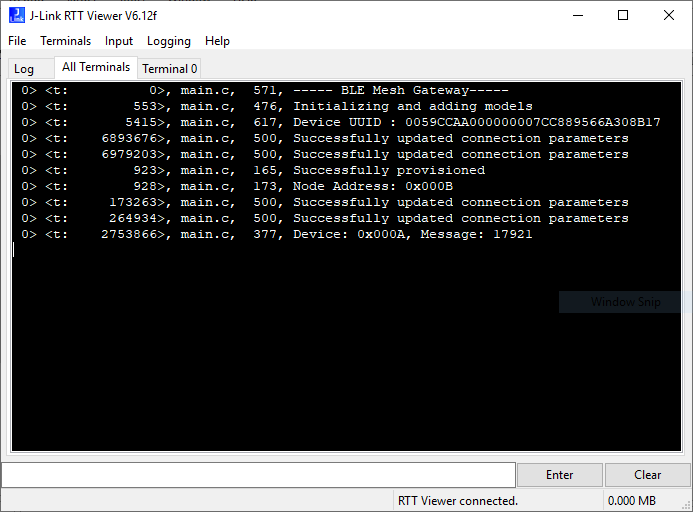 J-Link RTT Viewer V6.12f
File Terminals Input Logging Help
Log All Terminals Terminal 0
0> <t:          0>, main.c,  571, ----- BLE Mesh Gateway-----
0> <t:        553>, main.c,  476, Initializing and adding models
0> <t:       5415>, main.c,  617, Device UUID : 0059CCAA000000007CC889566A308B17
0> <t:    6893676>, main.c,  500, Successfully updated connection parameters
0> <t:    6979203>, main.c,  500, Successfully updated connection parameters
0> <t:        923>, main.c,  165, Successfully provisioned
0> <t:        928>, main.c,  173, Node Address: 0x000B
0> <t:     173263>, main.c,  500, Successfully updated connection parameters
0> <t:     264934>, main.c,  500, Successfully updated connection parameters
0> <t:    2753866>, main.c,  377, Device: 0x000A, Message: 17921
Window Snip
Enter Clear
RTT Viewer connected. 0.000 MB